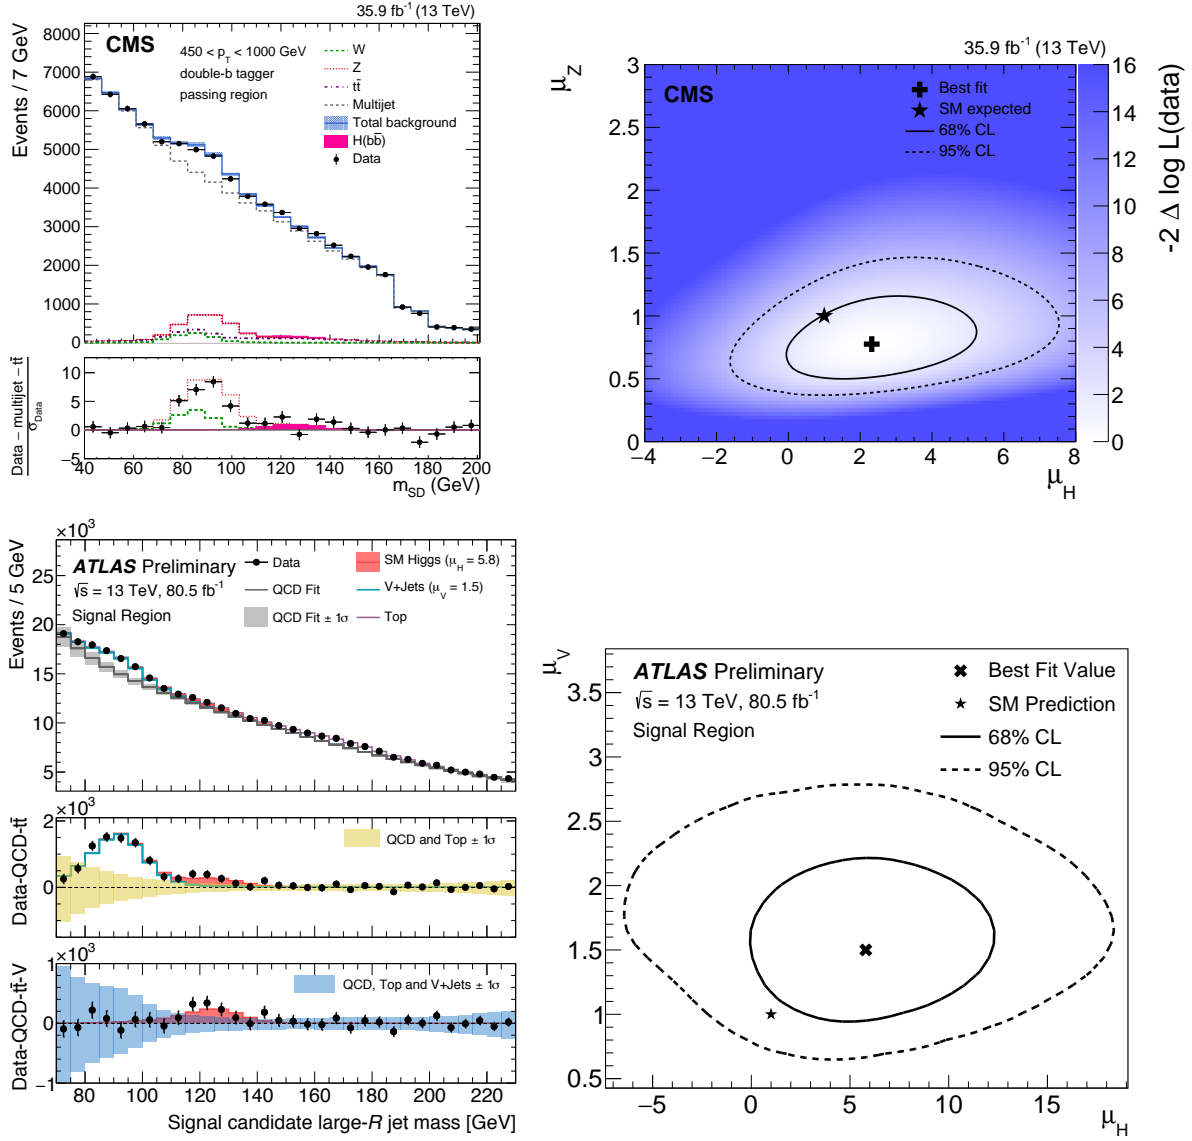 35.9 fb⁻¹ (13 TeV)
Events / 7 GeV
8000
7000
6000
5000
4000
3000
2000
1000
0
CMS
450 < p_T < 1000 GeV
double-b tagger
passing region
W
Z
tt̄
Multijet
Total background
H(bb̄)
Data
Data − multijet − tt̄
σ_Data
10
5
0
−5
40 60 80 100 120 140 160 180 200
m_SD (GeV)
35.9 fb⁻¹ (13 TeV)
μ_Z
3
2.5
2
1.5
1
0.5
0
CMS
Best fit
SM expected
68% CL
95% CL
−4 −2 0 2 4 6 8
μ_H
16
14
12
10
8
6
4
2
0
-2 Δ log L(data)
×10³
Events / 5 GeV
25
20
15
10
5
ATLAS Preliminary
√s = 13 TeV, 80.5 fb⁻¹
Signal Region
Data
QCD Fit
QCD Fit ± 1σ
SM Higgs (μ_H = 5.8)
V+Jets (μ_V = 1.5)
Top
×10³
Data-QCD-tt̄
2
0
QCD and Top ± 1σ
×10³
Data-QCD-tt̄-V
1
0
−1
QCD, Top and V+Jets ± 1σ
80 100 120 140 160 180 200 220
Signal candidate large-R jet mass [GeV]
μ_V
3.5
3
2.5
2
1.5
1
0.5
ATLAS Preliminary
√s = 13 TeV, 80.5 fb⁻¹
Signal Region
Best Fit Value
SM Prediction
68% CL
95% CL
−5 0 5 10 15
μ_H